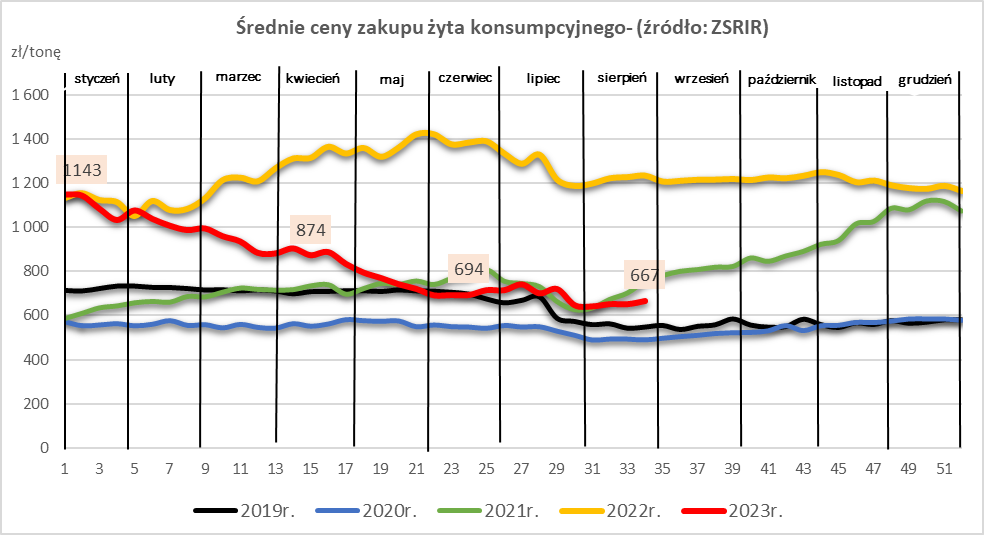 Średnie ceny zakupu żyta konsumpcyjnego- (źródło: ZSRIR)
zł/tonę
styczeń luty marzec kwiecień maj czerwiec lipiec sierpień wrzesień październik listopad grudzień
1 600
1 400
1 200
1 000
800
600
400
200
0
1143
874
694
667
1 3 5 7 9 11 13 15 17 19 21 23 25 27 29 31 33 35 37 39 41 43 45 47 49 51
2019r. 2020r. 2021r. 2022r. 2023r.